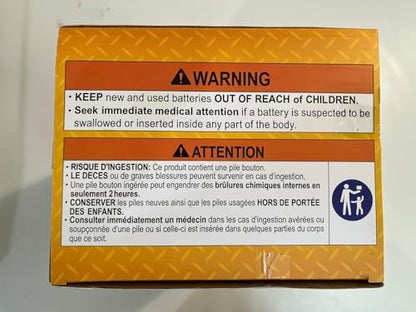 ⚠ WARNING
• KEEP new and used batteries OUT OF REACH of CHILDREN.
• Seek immediate medical attention if a battery is suspected to be
swallowed or inserted inside any part of the body.
⚠ ATTENTION
• RISQUE D'INGESTION: Ce produit contient une pile bouton.
• LE DECES ou de graves blessures peuvent survenir en cas d'ingestion.
• Une pile bouton ingérée peut engendrer des brûlures chimiques internes en
seulement 2 heures.
• CONSERVER les piles neuves ainsi que les piles usagées HORS DE PORTÉE
DES ENFANTS.
• Consulter immédiatement un médecin dans les cas d'ingestion avérées ou
soupçonnée d'une pile ou si celle-ci est insérée dans quelques parties du corps
que ce soit.